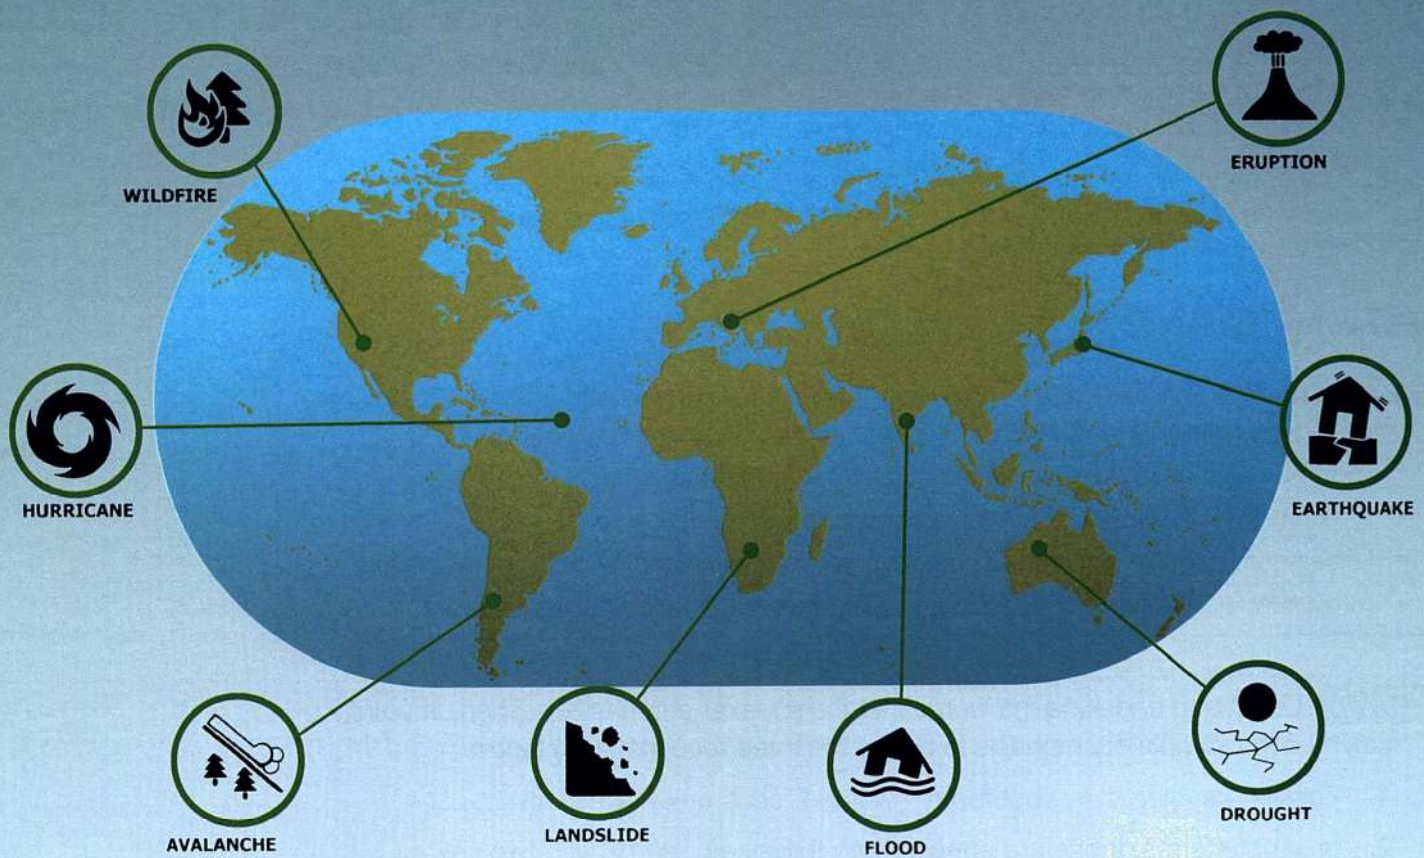 ERUPTION
WILDFIRE
HURRICANE
EARTHQUAKE
AVALANCHE
LANDSLIDE
FLOOD
DROUGHT